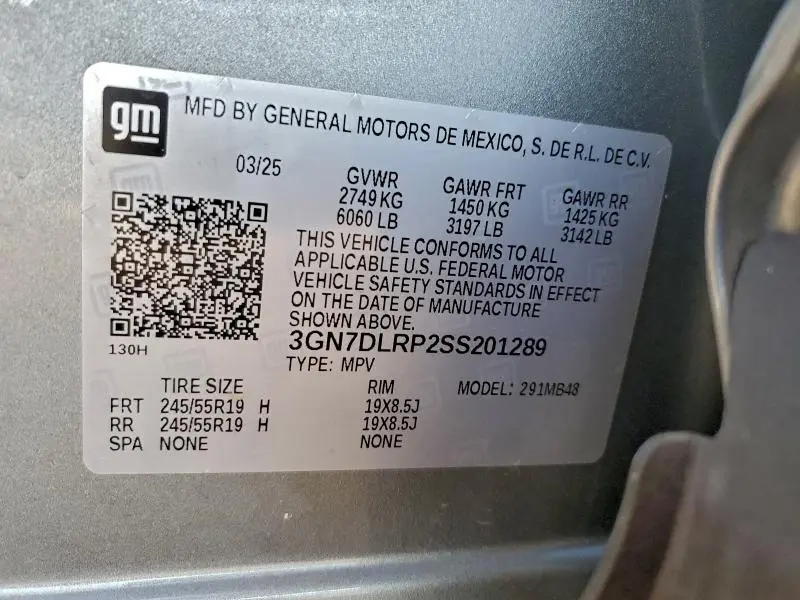 gm
MFD BY GENERAL MOTORS DE MEXICO, S. DE R.L. DE C.V.
03/25 GVWR GAWR FRT GAWR RR
2749 KG 1450 KG 1425 KG
6060 LB 3197 LB 3142 LB
THIS VEHICLE CONFORMS TO ALL
APPLICABLE U.S. FEDERAL MOTOR
VEHICLE SAFETY STANDARDS IN EFFECT
ON THE DATE OF MANUFACTURE
SHOWN ABOVE.
130H 3GN7DLRP2SS201289
TYPE: MPV
TIRE SIZE RIM MODEL: 291MB48
FRT 245/55R19 H 19X8.5J
RR 245/55R19 H 19X8.5J
SPA NONE NONE